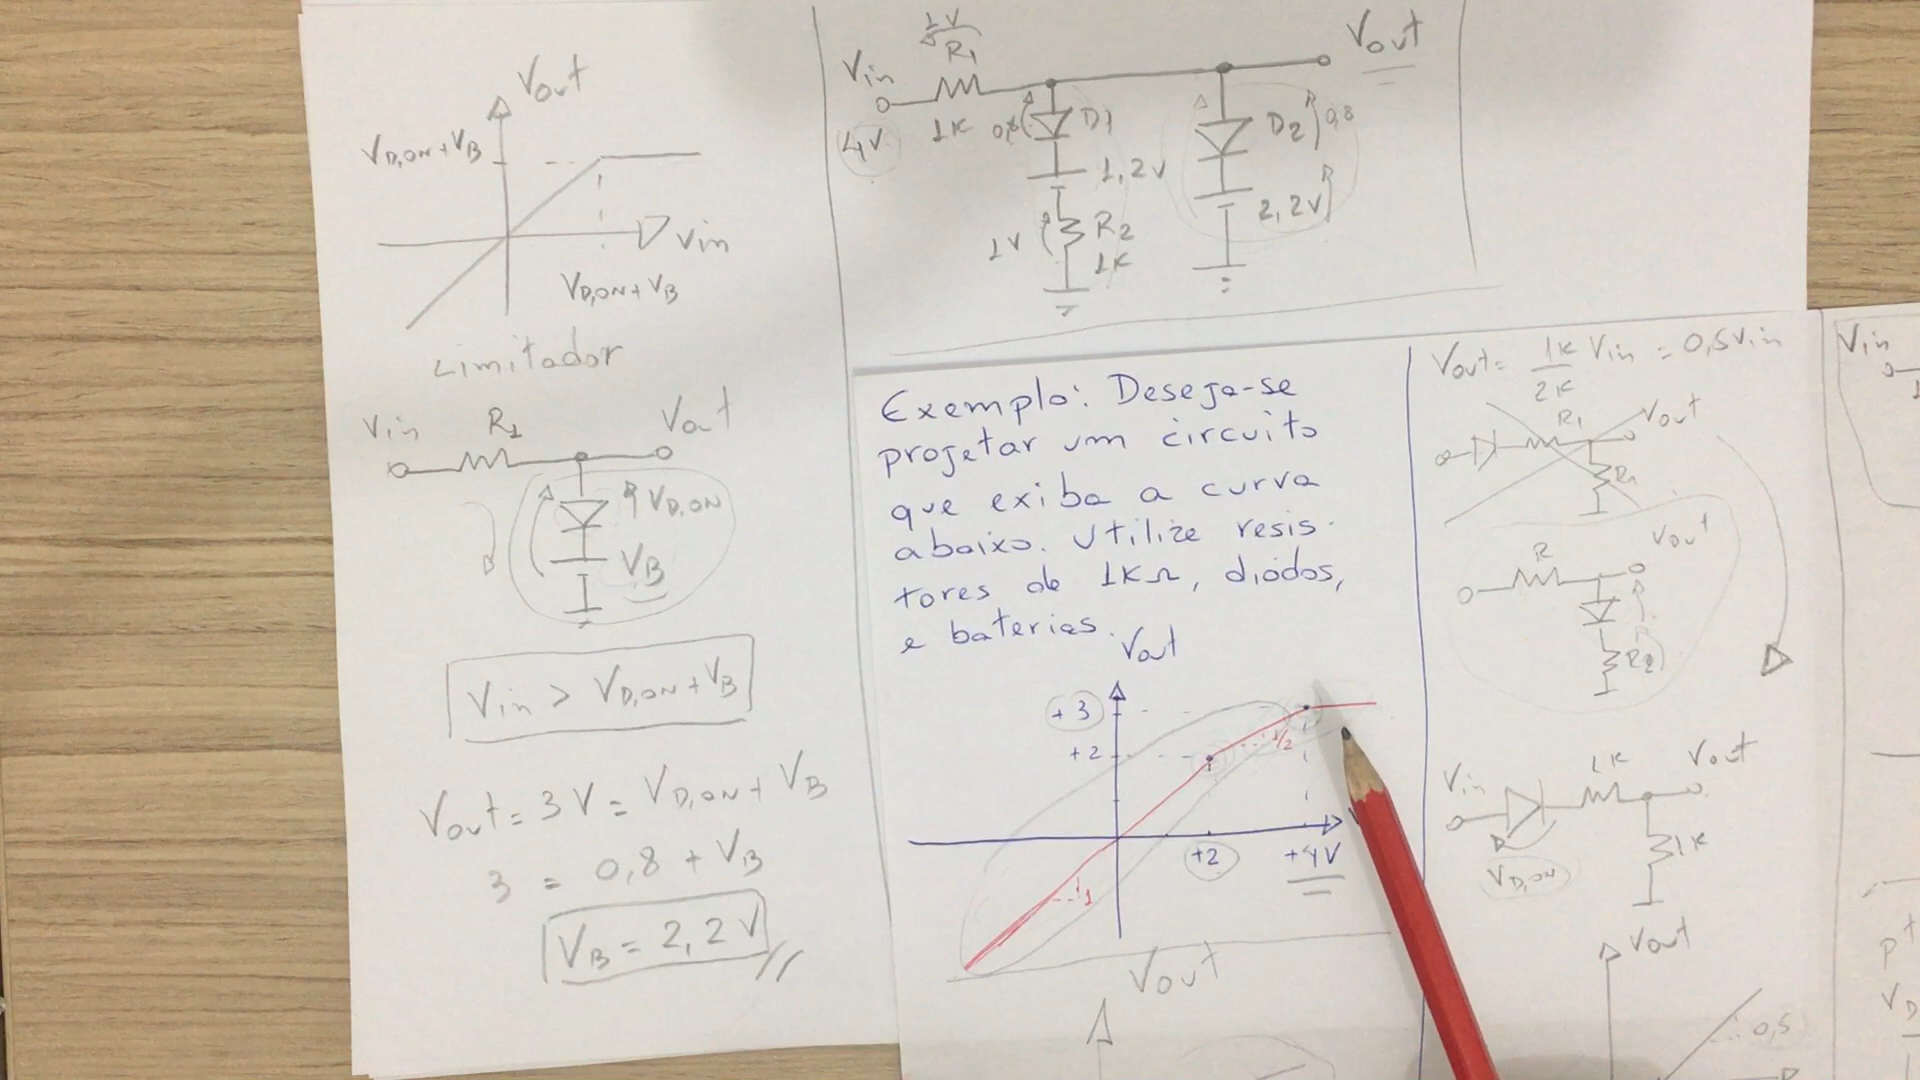 Vout
VD,ON+VB
Vin
VD,ON+VB
Limitador
Vin
R1
Vout
VD,ON
VB
Vin > VD,ON+VB
Vout = 3V = VD,ON + VB
3 = 0,8 + VB
VB = 2,2 V
1V
R1
Vin
Vout
4V
1K
0,8
D1
D2
0,8
1,2V
2,2V
1V
R2
1K
Exemplo: Deseja-se
projetar um circuito
que exiba a curva
abaixo. Utilize resis-
tores de 1KΩ, diodos,
e baterias.
Vout
+3
+2
1/2
+2
+4V
1
Vout
Vout = 1K/2K Vin = 0,5Vin
R1
Vout
R1
R
Vout
R2
Vin
1K
Vout
1K
VD,ON
Vout
0,5
Vin
1
VD